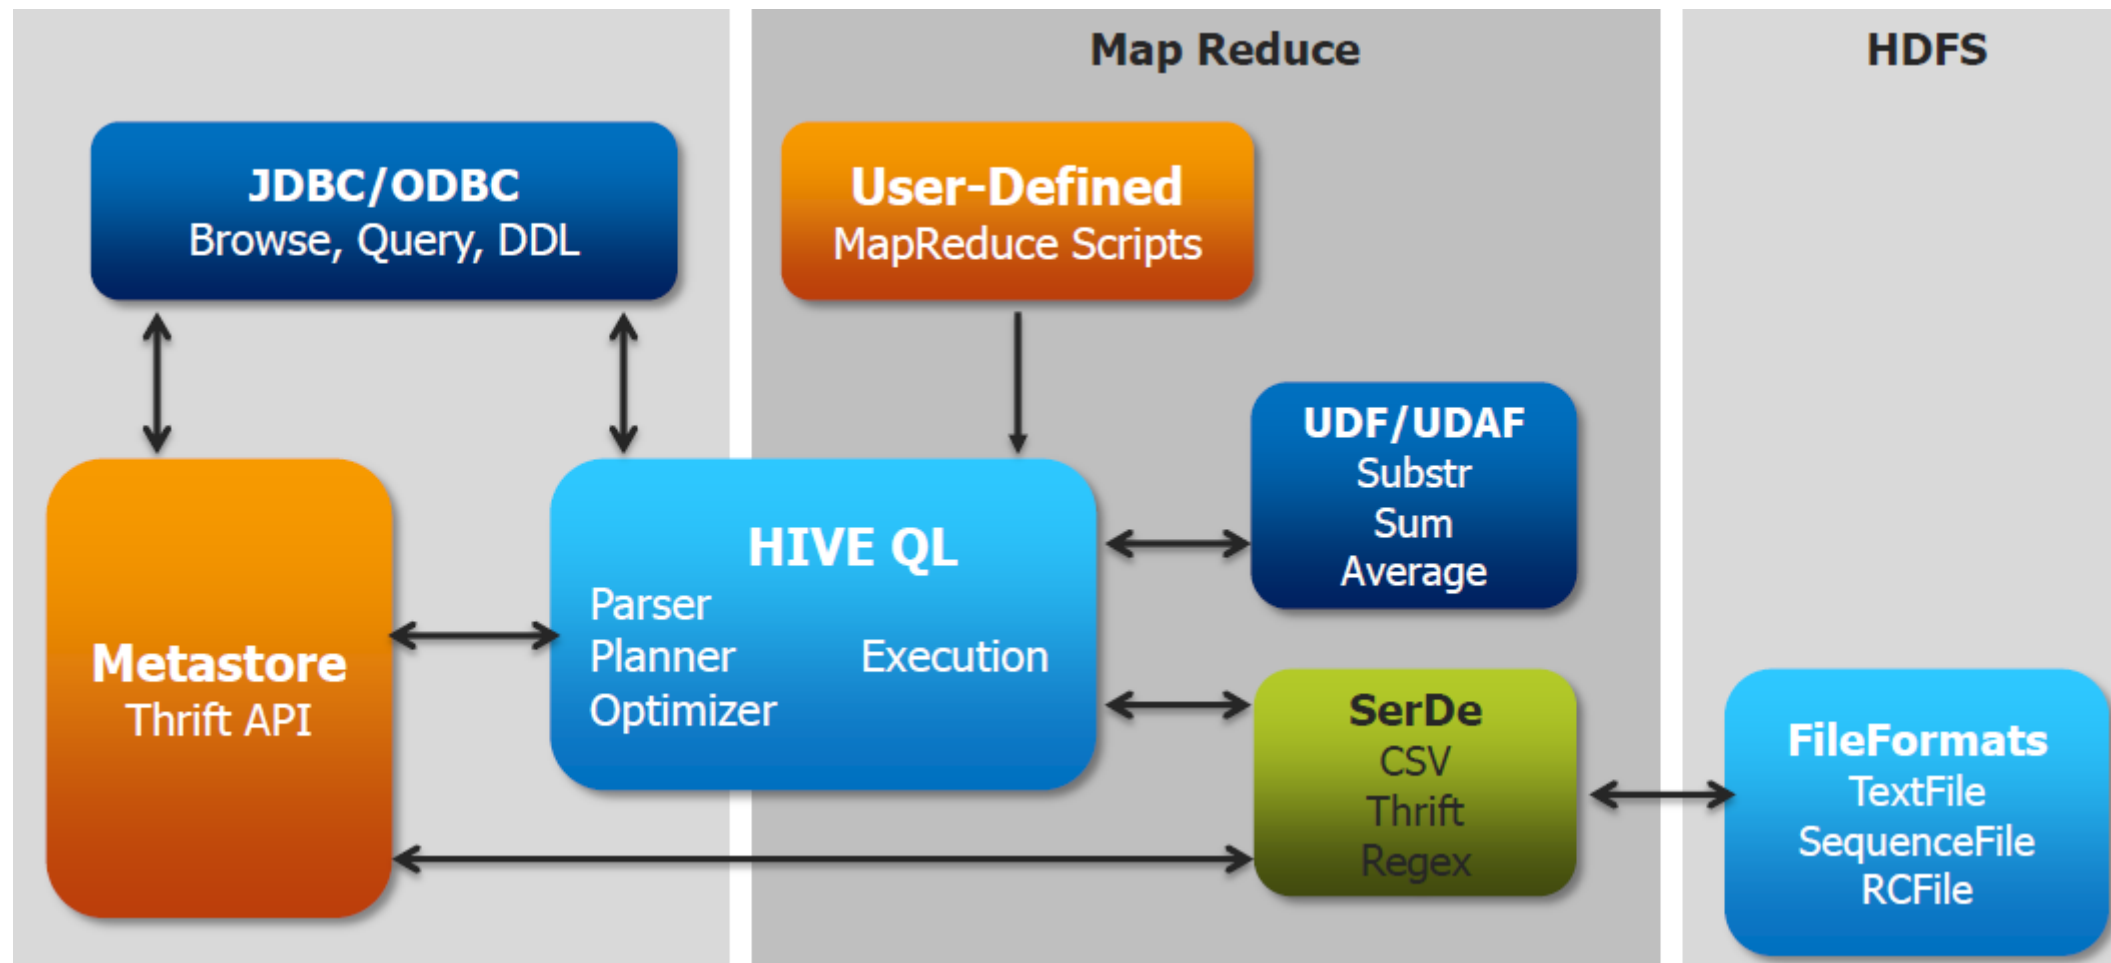 Map Reduce
HDFS
JDBC/ODBC
Browse, Query, DDL
User-Defined
MapReduce Scripts
UDF/UDAF
Substr
Sum
Average
HIVE QL
Parser
Planner
Optimizer
Execution
Metastore
Thrift API
SerDe
CSV
Thrift
Regex
FileFormats
TextFile
SequenceFile
RCFile